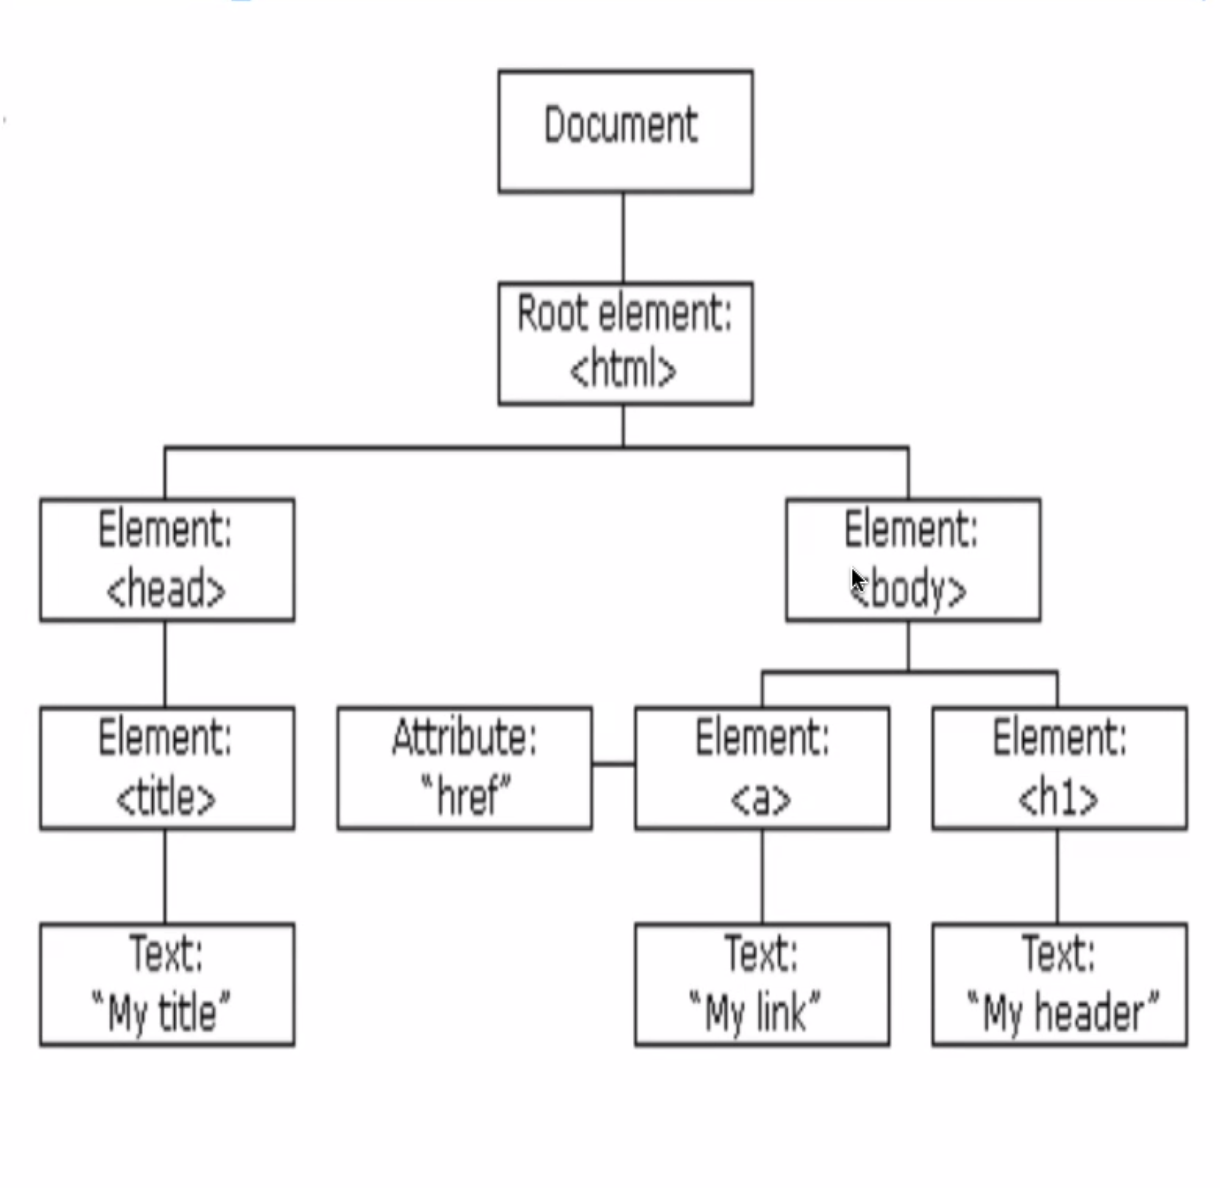 Document
Root element:
<html>
Element:
<head>
Element:
<body>
Element:
<title>
Attribute:
“href”
Element:
<a>
Element:
<h1>
Text:
“My title”
Text:
“My link”
Text:
“My header”